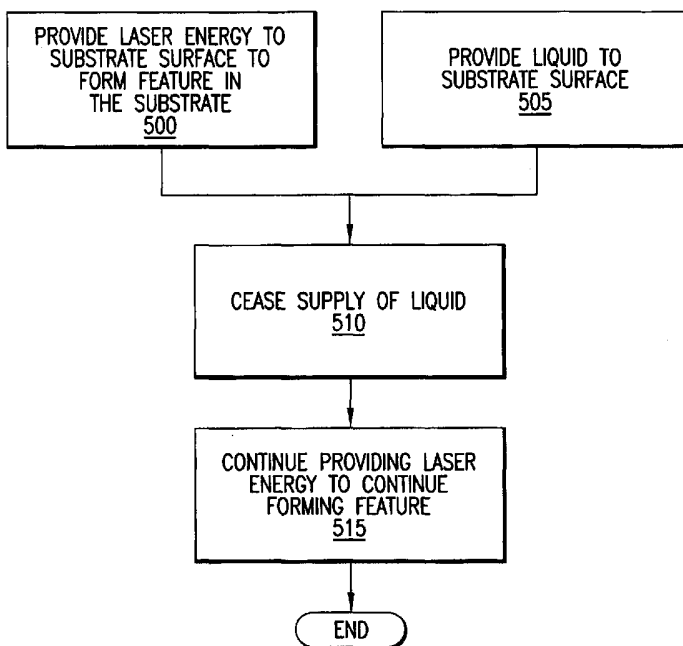 PROVIDE LASER ENERGY TO
SUBSTRATE SURFACE TO
FORM FEATURE IN
THE SUBSTRATE
500
PROVIDE LIQUID TO
SUBSTRATE SURFACE
505
CEASE SUPPLY OF LIQUID
510
CONTINUE PROVIDING LASER
ENERGY TO CONTINUE
FORMING FEATURE
515
END